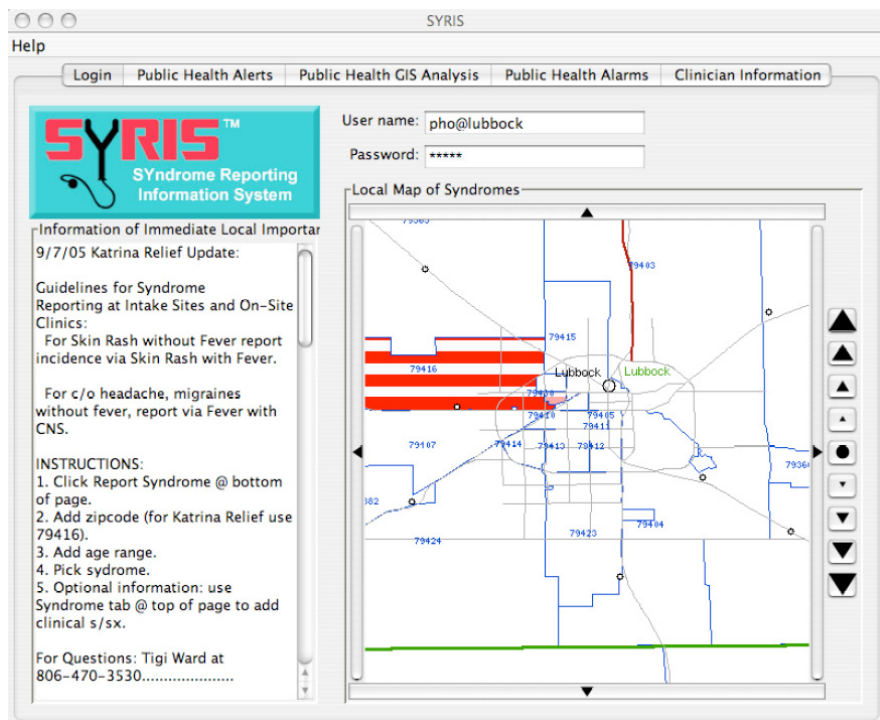 SYRIS
Help
Login
Public Health Alerts
Public Health GIS Analysis
Public Health Alarms
Clinician Information
SYRIS™
SYndrome Reporting
Information System
User name: pho@lubbock
Password: *****
Information of Immediate Local Importar
9/7/05 Katrina Relief Update:
Guidelines for Syndrome
Reporting at Intake Sites and On-Site
Clinics:
For Skin Rash without Fever report
incidence via Skin Rash with Fever.
For c/o headache, migraines
without fever, report via Fever with
CNS.
INSTRUCTIONS:
1. Click Report Syndrome @ bottom
of page.
2. Add zipcode (for Katrina Relief use
79416).
3. Add age range.
4. Pick sydrome.
5. Optional information: use
Syndrome tab @ top of page to add
clinical s/sx.
For Questions: Tigi Ward at
806-470-3530.....................
Local Map of Syndromes
79403
79415
79416
Lubbock
Lubbock
79410
79405
79411
79407
79414
79413
79412
7936
382
79404
79424
79423